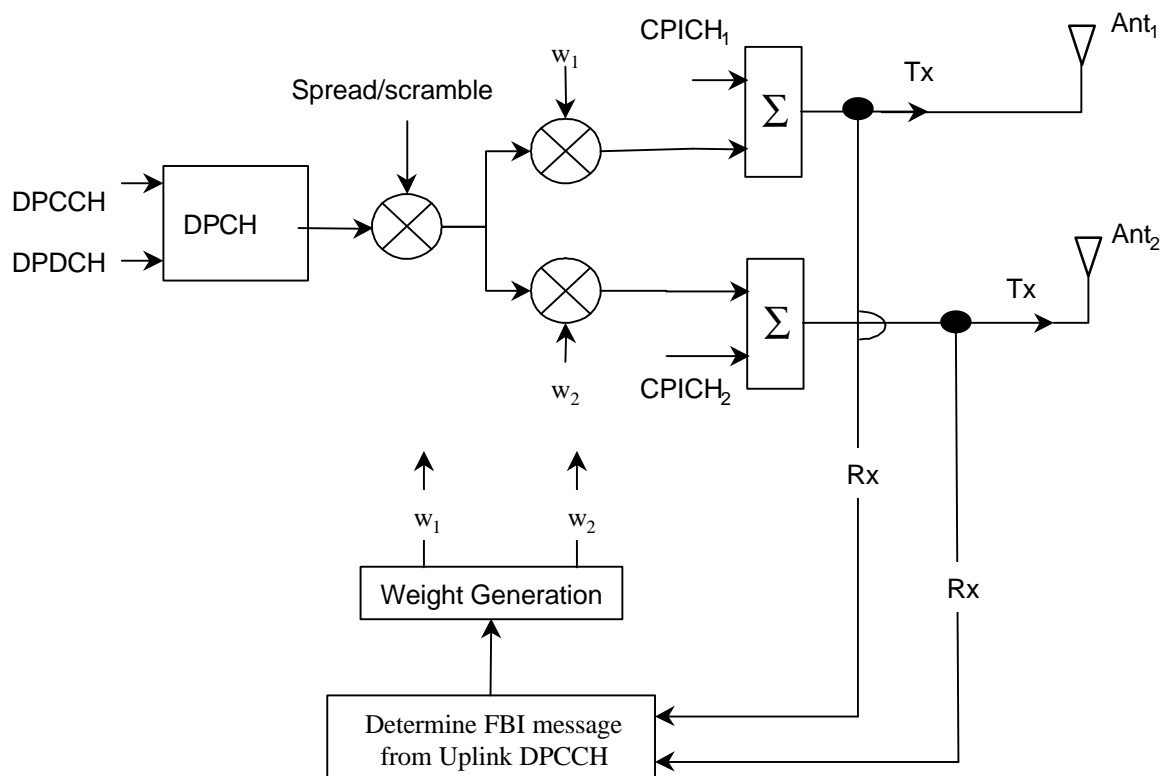 Ant1
CPICH1
w1
Tx
Spread/scramble
Σ
DPCCH
DPCH
DPDCH
Ant2
Tx
Σ
w2
CPICH2
Rx
w1
w2
Weight Generation
Rx
Determine FBI message
from Uplink DPCCH